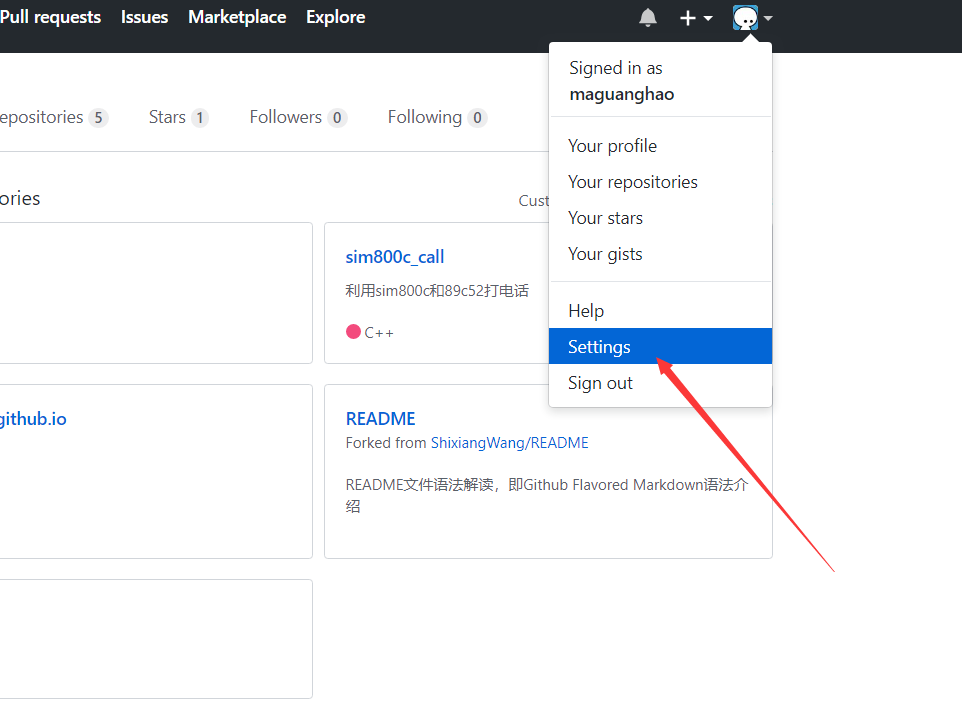 Pull requests Issues Marketplace Explore
Signed in as
maguanghao
epositories 5 Stars 1 Followers 0 Following 0
Your profile
Your repositories
ories
Cust
Your stars
Your gists
sim800c_call
利用sim800c和89c52打电话
C++
Help
Settings
Sign out
github.io
README
Forked from ShixiangWang/README
README文件语法解读，即Github Flavored Markdown语法介
绍